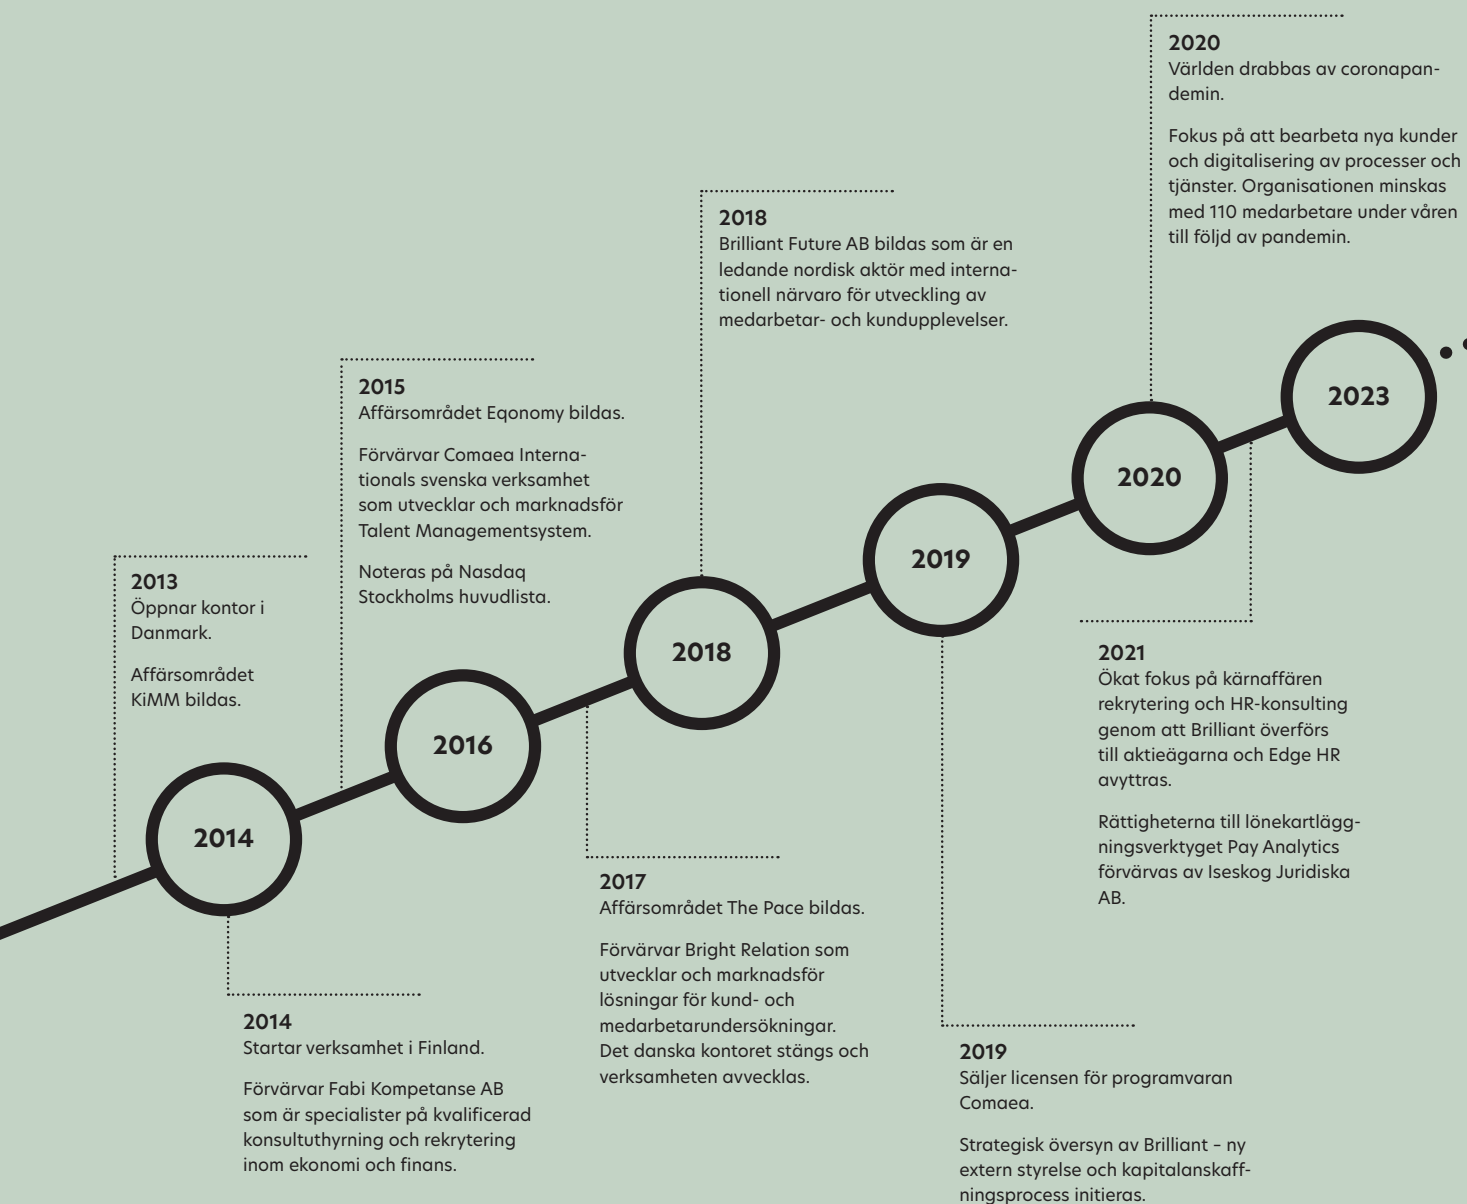 2013
Öppnar kontor i
Danmark.
Affärsområdet
KiMM bildas.
2014
2014
Startar verksamhet i Finland.
Förvärvar Fabi Kompetanse AB
som är specialister på kvalificerad
konsultuthyrning och rekrytering
inom ekonomi och finans.
2015
Affärsområdet Eqonomy bildas.
Förvärvar Comaea Interna-
tionals svenska verksamhet
som utvecklar och marknadsför
Talent Managementsystem.
Noteras på Nasdaq
Stockholms huvudlista.
2016
2017
Affärsområdet The Pace bildas.
Förvärvar Bright Relation som
utvecklar och marknadsför
lösningar för kund- och
medarbetarundersökningar.
Det danska kontoret stängs och
verksamheten avvecklas.
2018
Brilliant Future AB bildas som är en
ledande nordisk aktör med interna-
tionell närvaro för utveckling av
medarbetar- och kundupplevelser.
2018
2019
2019
Säljer licensen för programvaran
Comaea.
Strategisk översyn av Brilliant – ny
extern styrelse och kapitalanskaff-
ningsprocess initieras.
2020
Världen drabbas av coronapan-
demin.
Fokus på att bearbeta nya kunder
och digitalisering av processer och
tjänster. Organisationen minskas
med 110 medarbetare under våren
till följd av pandemin.
2020
2021
Ökat fokus på kärnaffären
rekrytering och HR-konsulting
genom att Brilliant överförs
till aktieägarna och Edge HR
avyttras.
Rättigheterna till lönekartlägg-
ningsverktyget Pay Analytics
förvärvas av Iseskog Juridiska
AB.
2023